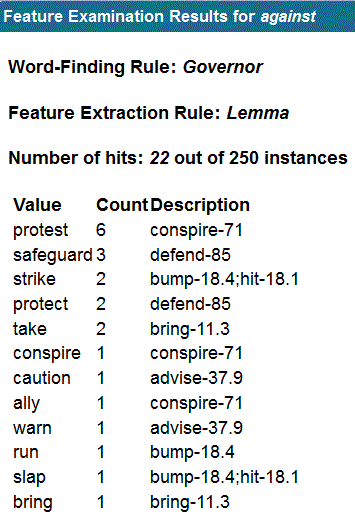 Feature Examination Results for against
Word-Finding Rule: Governor
Feature Extraction Rule: Lemma
Number of hits: 22 out of 250 instances
Value Count Description
protest 6 conspire-71
safeguard 3 defend-85
strike 2 bump-18.4;hit-18.1
protect 2 defend-85
take 2 bring-11.3
conspire 1 conspire-71
caution 1 advise-37.9
ally 1 conspire-71
warn 1 advise-37.9
run 1 bump-18.4
slap 1 bump-18.4;hit-18.1
bring 1 bring-11.3